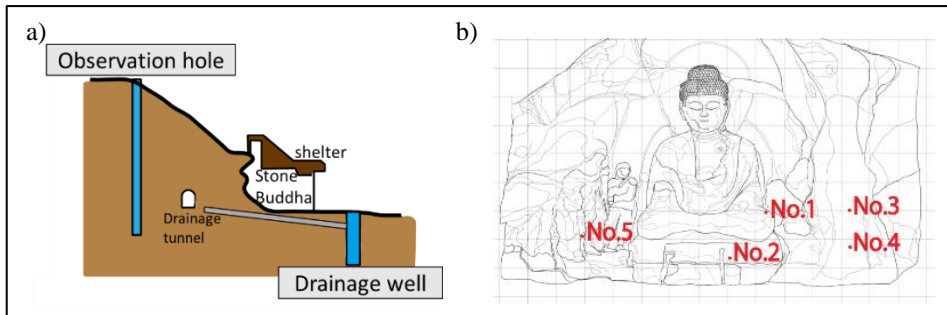 a)
Observation hole
shelter
Stone
Buddha
Drainage
tunnel
Drainage well
b)
No.1
No.3
No.5
No.4
No.2